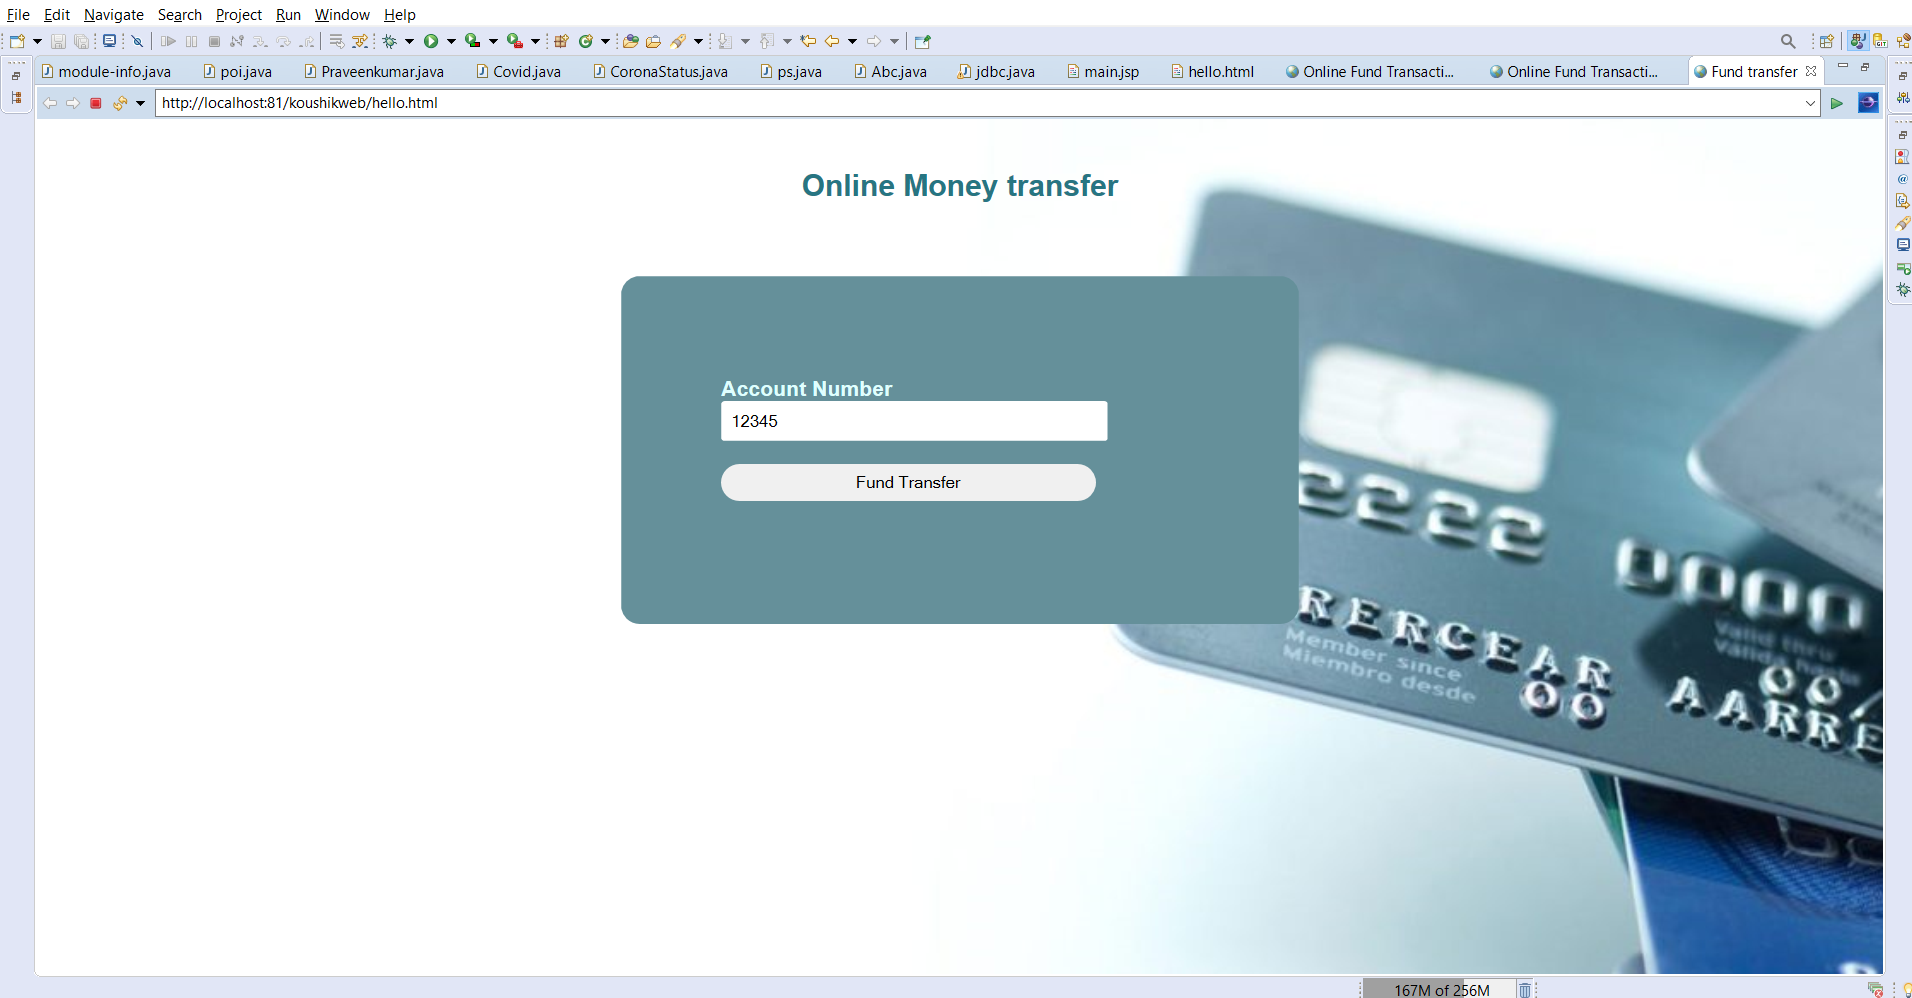 File Edit Navigate Search Project Run Window Help
module-info.java poi.java Praveenkumar.java Covid.java CoronaStatus.java ps.java Abc.java jdbc.java main.jsp hello.html Online Fund Transacti... Online Fund Transacti... Fund transfer
http://localhost:81/koushikweb/hello.html
Online Money transfer
Account Number
12345
Fund Transfer
2222 0000
RERCEAR
Member since
Miembro desde
Valid thru
00
00/
AARRE
167M of 256M